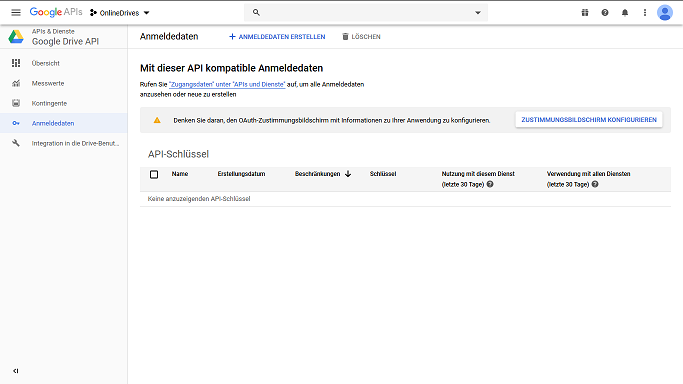 Google APIs
OnlineDrives
APIs & Dienste
Google Drive API
Anmeldedaten
ANMELDEDATEN ERSTELLEN
LÖSCHEN
Übersicht
Messwerte
Kontingente
Anmeldedaten
Integration in die Drive-Benut...
Mit dieser API kompatible Anmeldedaten
Rufen Sie "Zugangsdaten" unter "APIs und Dienste" auf, um alle Anmeldedaten
anzusehen oder neue zu erstellen
Denken Sie daran, den OAuth-Zustimmungsbildschirm mit Informationen zu Ihrer Anwendung zu konfigurieren.
ZUSTIMMUNGSBILDSCHIRM KONFIGURIEREN
API-Schlüssel
Name Erstellungsdatum Beschränkungen Schlüssel Nutzung mit diesem Dienst Verwendung mit allen Diensten
(letzte 30 Tage) (letzte 30 Tage)
Keine anzuzeigenden API-Schlüssel